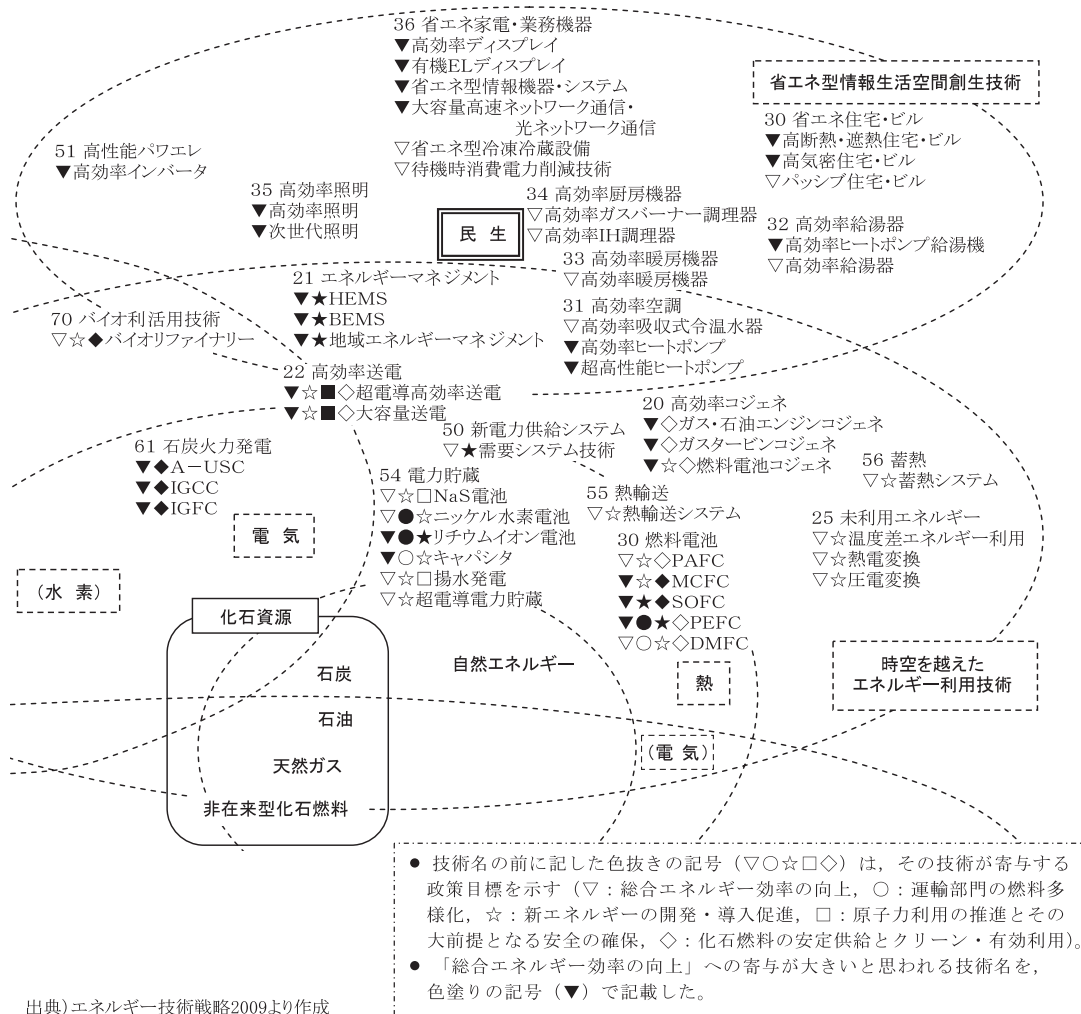 36 省エネ家電・業務機器
▼高効率ディスプレイ
▼有機ELディスプレイ
▼省エネ型情報機器・システム
▼大容量高速ネットワーク通信・
光ネットワーク通信
▽省エネ型冷凍冷蔵設備
▽待機時消費電力削減技術
省エネ型情報生活空間創生技術
30 省エネ住宅・ビル
▼高断熱・遮熱住宅・ビル
▼高気密住宅・ビル
▽パッシブ住宅・ビル
51 高性能パワエレ
▼高効率インバータ
35 高効率照明
▼高効率照明
▼次世代照明
民 生
34 高効率厨房機器
▽高効率ガスバーナー調理器
▽高効率IH調理器
32 高効率給湯器
▼高効率ヒートポンプ給湯機
▽高効率給湯器
33 高効率暖房機器
▽高効率暖房機器
21 エネルギーマネジメント
▼★HEMS
▼★BEMS
▼★地域エネルギーマネジメント
31 高効率空調
▽高効率吸収式令温水器
▼高効率ヒートポンプ
▼超高性能ヒートポンプ
70 バイオ利活用技術
▽☆◆バイオリファイナリー
22 高効率送電
▼☆■◇超電導高効率送電
▼☆■◇大容量送電
50 新電力供給システム
▽★需要システム技術
20 高効率コジェネ
▼◇ガス・石油エンジンコジェネ
▼◇ガスタービンコジェネ
▼☆◇燃料電池コジェネ
61 石炭火力発電
▼◆A－USC
▼◆IGCC
▼◆IGFC
電 気
54 電力貯蔵
▽☆□NaS電池
▽●☆ニッケル水素電池
▼●★リチウムイオン電池
▼○☆キャパシタ
▽☆□揚水発電
▽☆超電導電力貯蔵
55 熱輸送
▽☆熱輸送システム
56 蓄熱
▽☆蓄熱システム
30 燃料電池
▽☆◇PAFC
▼☆◆MCFC
▼★◆SOFC
▼●★◇PEFC
▽○☆◇DMFC
25 未利用エネルギー
▽☆温度差エネルギー利用
▽☆熱電変換
▽☆圧電変換
（水 素）
化石資源
石炭
石油
天然ガス
非在来型化石燃料
自然エネルギー
熱
（電 気）
時空を越えた
エネルギー利用技術
● 技術名の前に記した色抜きの記号（▽○☆□◇）は，その技術が寄与する
政策目標を示す（▽：総合エネルギー効率の向上，○：運輸部門の燃料多
様化，☆：新エネルギーの開発・導入促進，□：原子力利用の推進とその
大前提となる安全の確保，◇：化石燃料の安定供給とクリーン・有効利用）。
● 「総合エネルギー効率の向上」への寄与が大きいと思われる技術名を，
色塗りの記号（▼）で記載した。
出典）エネルギー技術戦略2009より作成